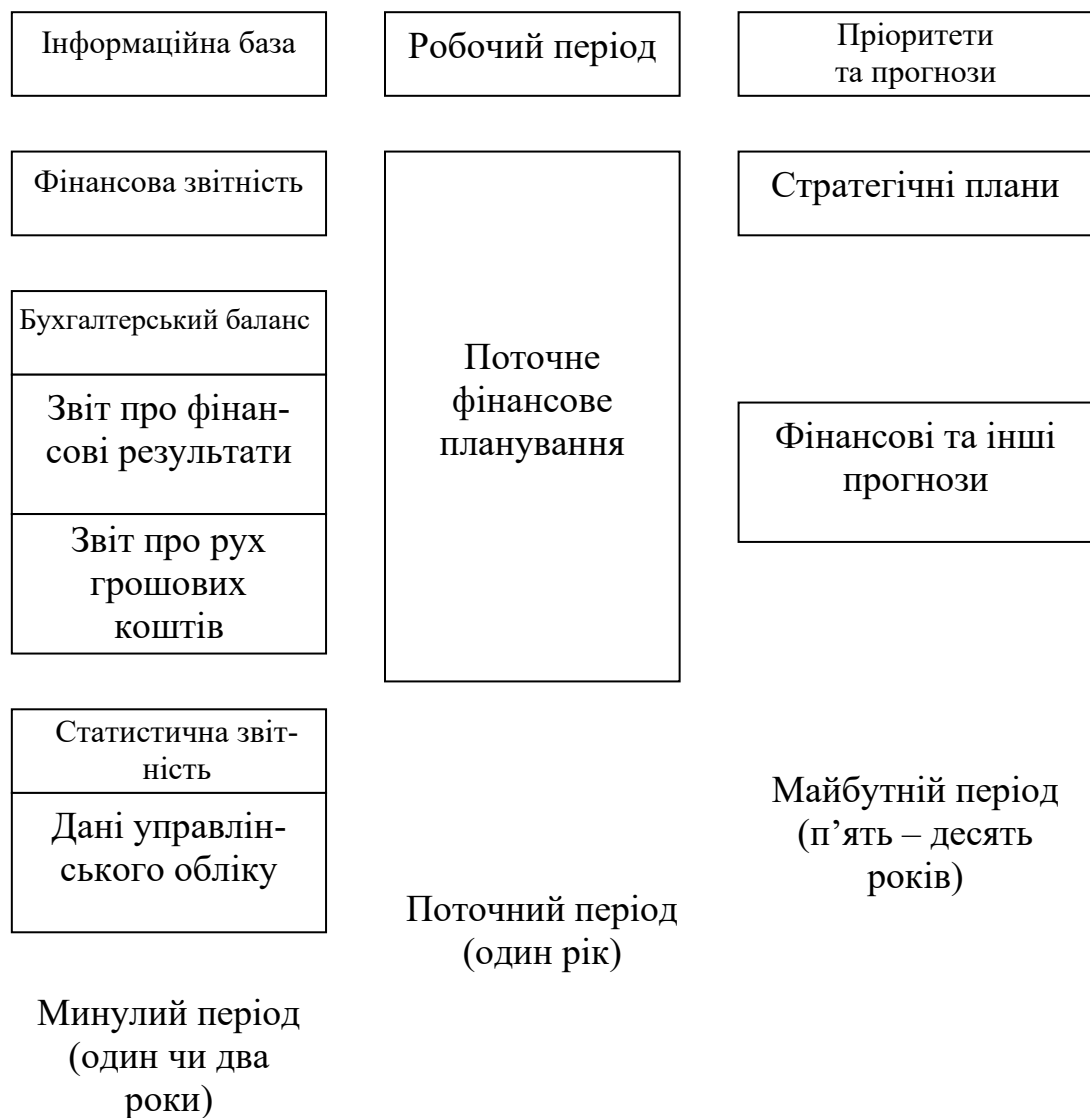 Інформаційна база
Робочий період
Пріоритети
та прогнози
Фінансова звітність
Стратегічні плани
Бухгалтерський баланс
Звіт про фінан-
сові результати
Звіт про рух
грошових
коштів
Поточне
фінансове
планування
Фінансові та інші
прогнози
Статистична звіт-
ність
Дані управлін-
ського обліку
Минулий період
(один чи два
роки)
Поточний період
(один рік)
Майбутній період
(п’ять – десять
років)